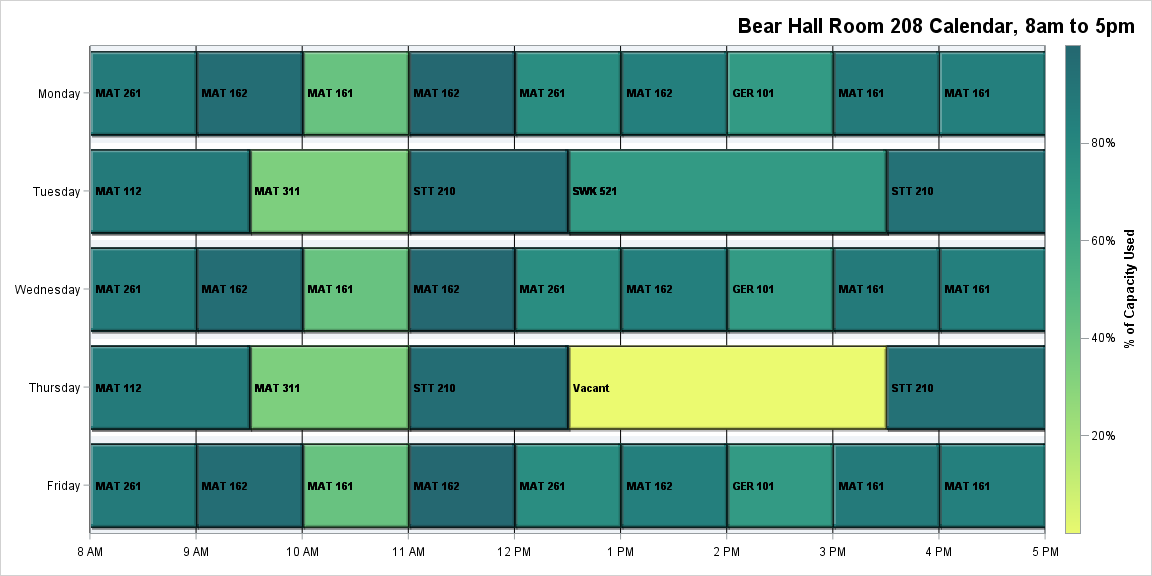 Bear Hall Room 208 Calendar, 8am to 5pm
Monday
MAT 261
MAT 162
MAT 161
MAT 162
MAT 261
MAT 162
GER 101
MAT 161
MAT 161
Tuesday
MAT 112
MAT 311
STT 210
SWK 521
STT 210
Wednesday
MAT 261
MAT 162
MAT 161
MAT 162
MAT 261
MAT 162
GER 101
MAT 161
MAT 161
Thursday
MAT 112
MAT 311
STT 210
Vacant
STT 210
Friday
MAT 261
MAT 162
MAT 161
MAT 162
MAT 261
MAT 162
GER 101
MAT 161
MAT 161
8 AM
9 AM
10 AM
11 AM
12 PM
1 PM
2 PM
3 PM
4 PM
5 PM
80%
60%
40%
20%
% of Capacity Used